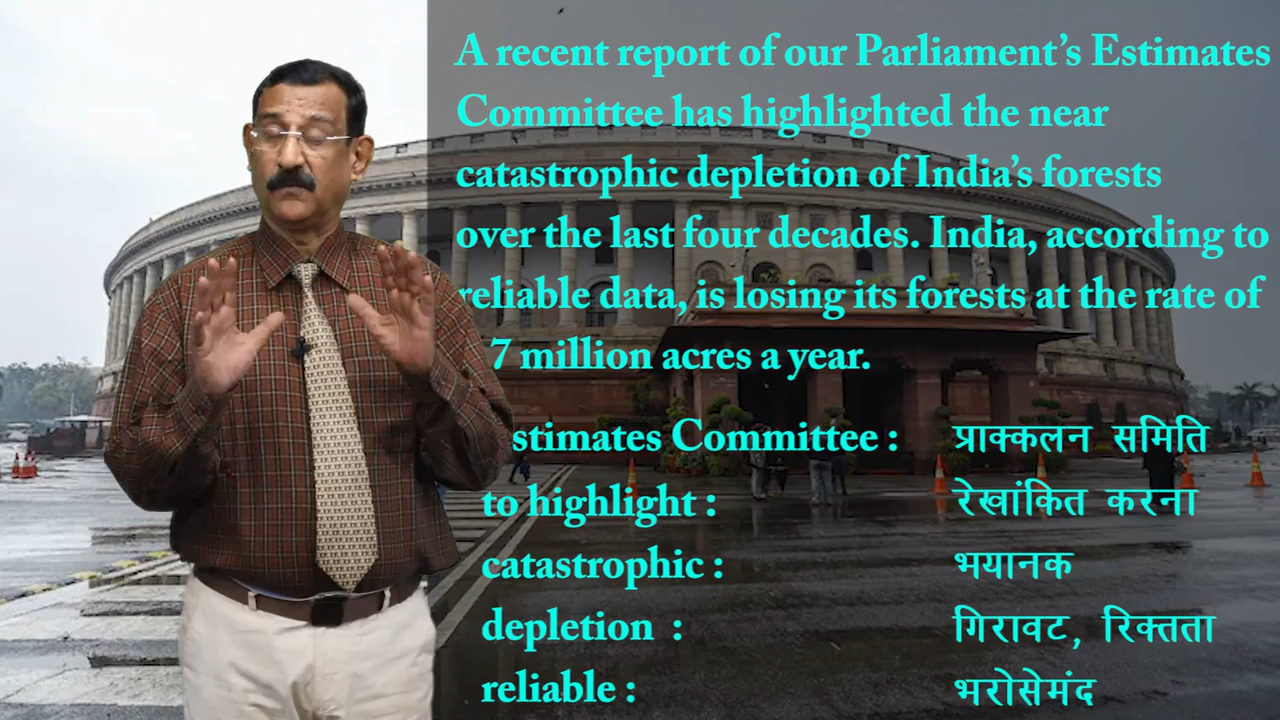 A recent report of our Parliament’s Estimates
Committee has highlighted the near
catastrophic depletion of India’s forests
over the last four decades. India, according to
reliable data, is losing its forests at the rate of
7 million acres a year.
stimates Committee : प्राक्कलन समिति
to highlight : रेखांकित करना
catastrophic : भयानक
depletion : गिरावट, रिक्तता
reliable : भरोसेमंद